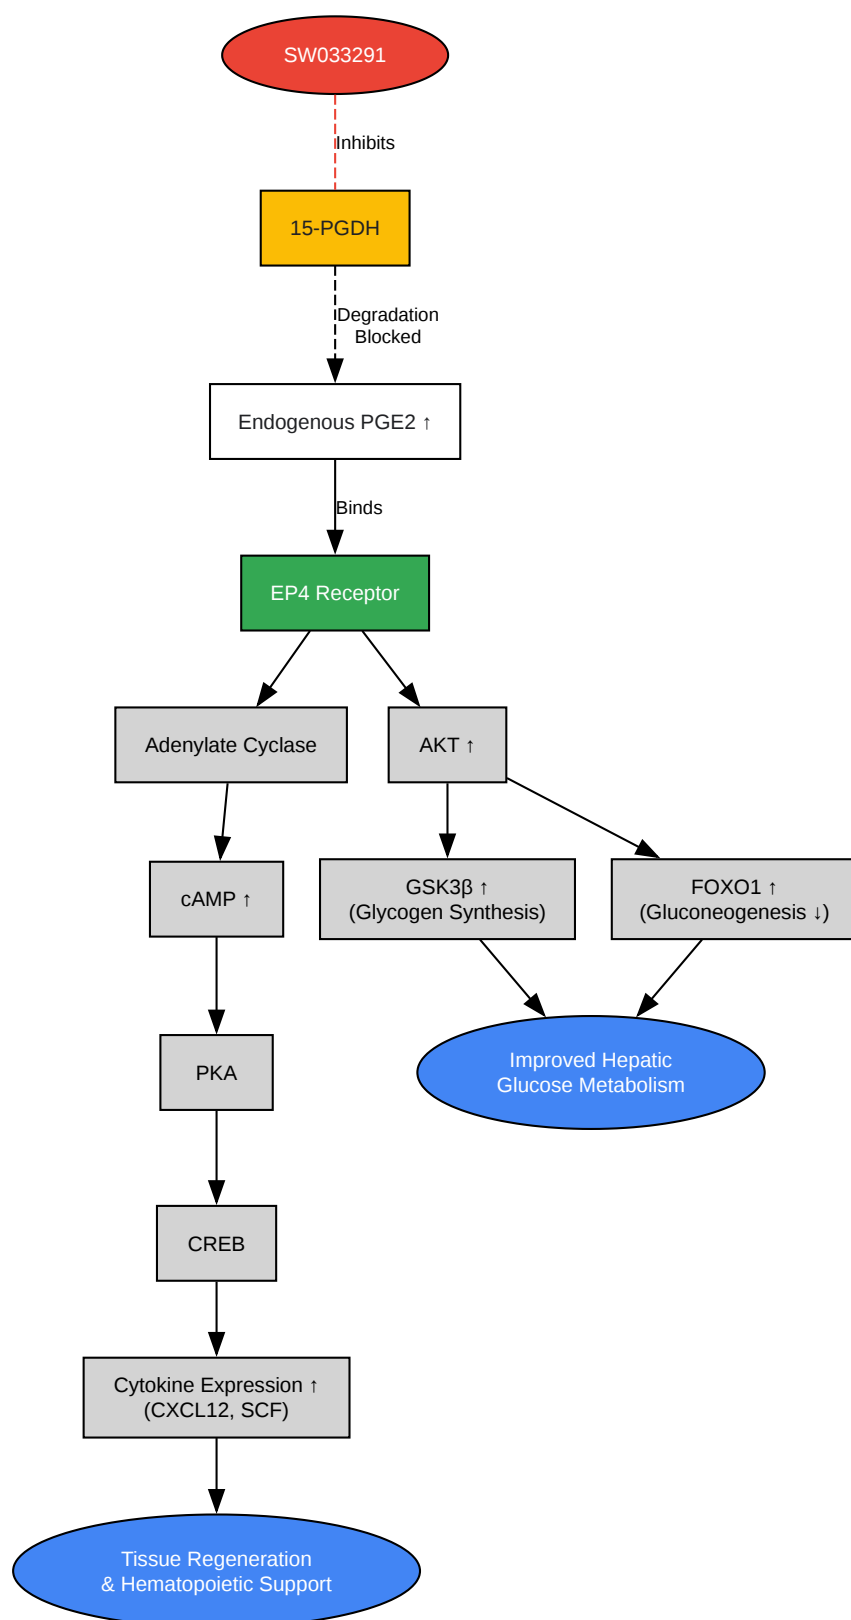 SW033291
Inhibits
15-PGDH
Degradation
Blocked
Endogenous PGE2 ↑
Binds
EP4 Receptor
Adenylate Cyclase
AKT ↑
cAMP ↑
GSK3β ↑
(Glycogen Synthesis)
FOXO1 ↑
(Gluconeogenesis ↓)
PKA
Improved Hepatic
Glucose Metabolism
CREB
Cytokine Expression ↑
(CXCL12, SCF)
Tissue Regeneration
& Hematopoietic Support